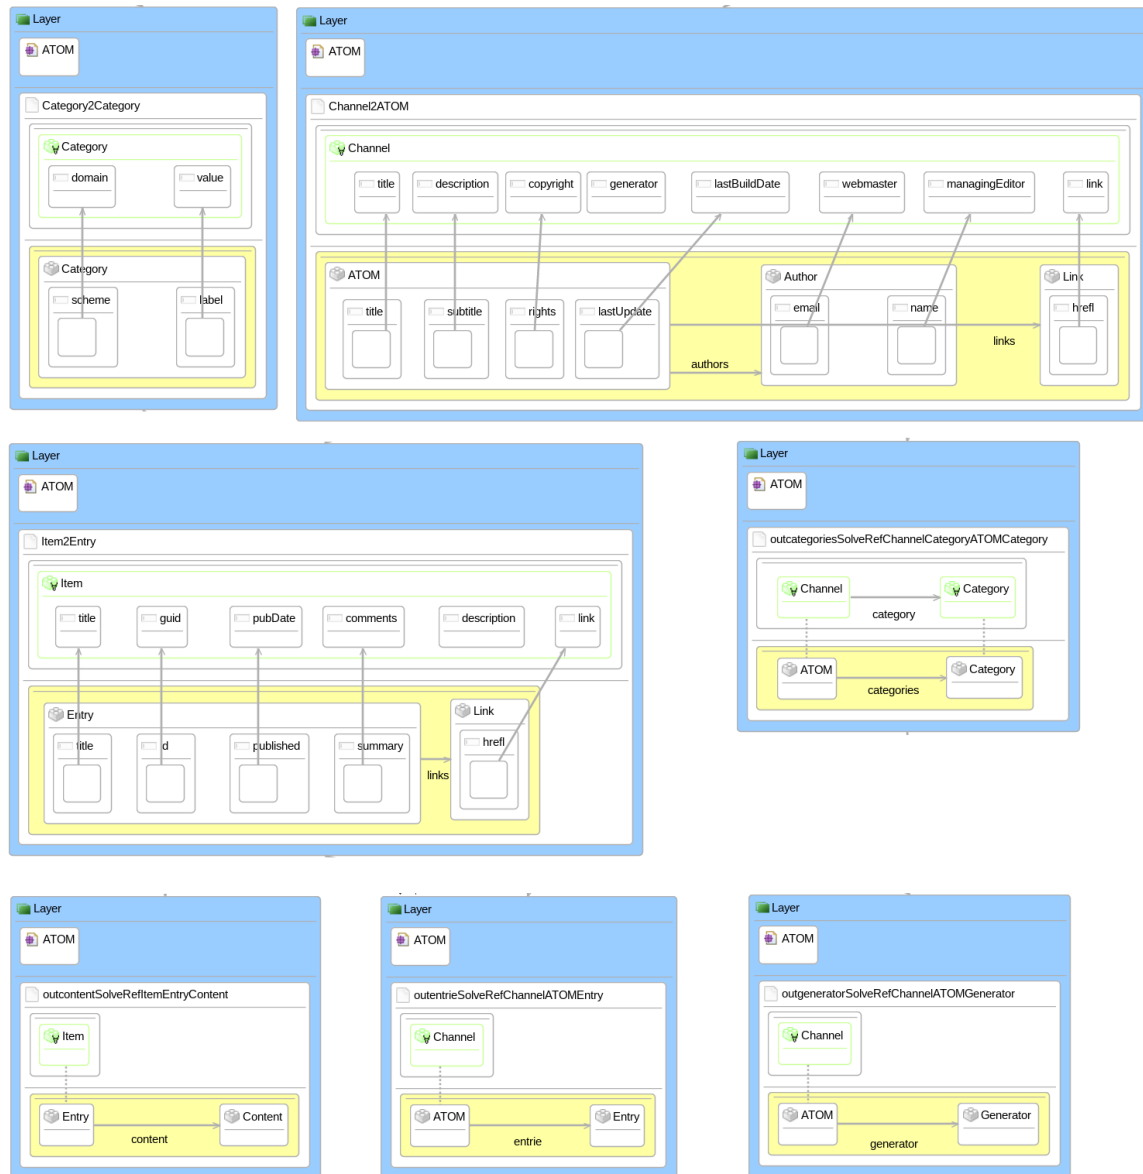 Layer
ATOM
Category2Category
Category
domain value
Category
scheme label
Layer
ATOM
Channel2ATOM
Channel
title description copyright generator lastBuildDate webmaster managingEditor link
ATOM Author Link
title subtitle rights lastUpdate email name hrefl
links
authors
Layer
ATOM
Item2Entry
Item
title guid pubDate comments description link
Entry Link
title id published summary hrefl
links
Layer
ATOM
outcategoriesSolveRefChannelCategoryATOMCategory
Channel Category
category
ATOM Category
categories
Layer
ATOM
outcontentSolveRefItemEntryContent
Item
Entry Content
content
Layer
ATOM
outentrieSolveRefChannelATOMEntry
Channel
ATOM Entry
entrie
Layer
ATOM
outgeneratorSolveRefChannelATOMGenerator
Channel
ATOM Generator
generator